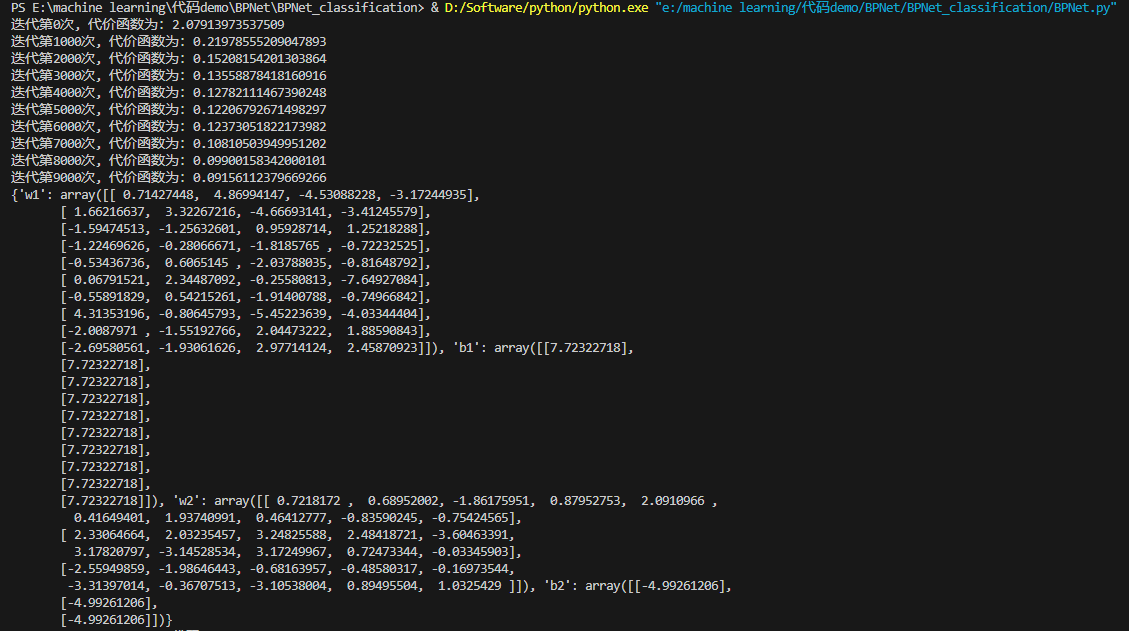 PS E:\machine learning\代码demo\BPNet\BPNet_classification> & D:/Software/python/python.exe "e:/machine learning/代码demo/BPNet/BPNet_classification/BPNet.py"
迭代第0次, 代价函数为: 2.07913973537509
迭代第1000次, 代价函数为: 0.21978555209047893
迭代第2000次, 代价函数为: 0.15208154201303864
迭代第3000次, 代价函数为: 0.13558878418160916
迭代第4000次, 代价函数为: 0.12782111467390248
迭代第5000次, 代价函数为: 0.12206792671498297
迭代第6000次, 代价函数为: 0.12373051822173982
迭代第7000次, 代价函数为: 0.10810503949951202
迭代第8000次, 代价函数为: 0.09900158342000101
迭代第9000次, 代价函数为: 0.09156112379669266
{'w1': array([[ 0.71427448,  4.86994147, -4.53088228, -3.17244935],
[ 1.66216637,  3.32267216, -4.66693141, -3.41245579],
[-1.59474513, -1.25632601,  0.95928714,  1.25218288],
[-1.22469626, -0.28066671, -1.8185765 , -0.72232525],
[-0.53436736,  0.6065145 , -2.03788035, -0.81648792],
[ 0.06791521,  2.34487092, -0.25580813, -7.64927084],
[-0.55891829,  0.54215261, -1.91400788, -0.74966842],
[ 4.31353196, -0.80645793, -5.45223639, -4.03344404],
[-2.0087971 , -1.55192766,  2.04473222,  1.88590843],
[-2.69580561, -1.93061626,  2.97714124,  2.45870923]]), 'b1': array([[7.72322718],
[7.72322718],
[7.72322718],
[7.72322718],
[7.72322718],
[7.72322718],
[7.72322718],
[7.72322718],
[7.72322718],
[7.72322718]]), 'w2': array([[ 0.7218172 ,  0.68952002, -1.86175951,  0.87952753,  2.0910966 ,
0.41649401,  1.93740991,  0.46412777, -0.83590245, -0.75424565],
[ 2.33064664,  2.03235457,  3.24825588,  2.48418721, -3.60463391,
3.17820797, -3.14528534,  3.17249967,  0.72473344, -0.03345903],
[-2.55949859, -1.98646443, -0.68163957, -0.48580317, -0.16973544,
-3.31397014, -0.36707513, -3.10538004,  0.89495504,  1.0325429 ]]), 'b2': array([[-4.99261206],
[-4.99261206],
[-4.99261206]])}